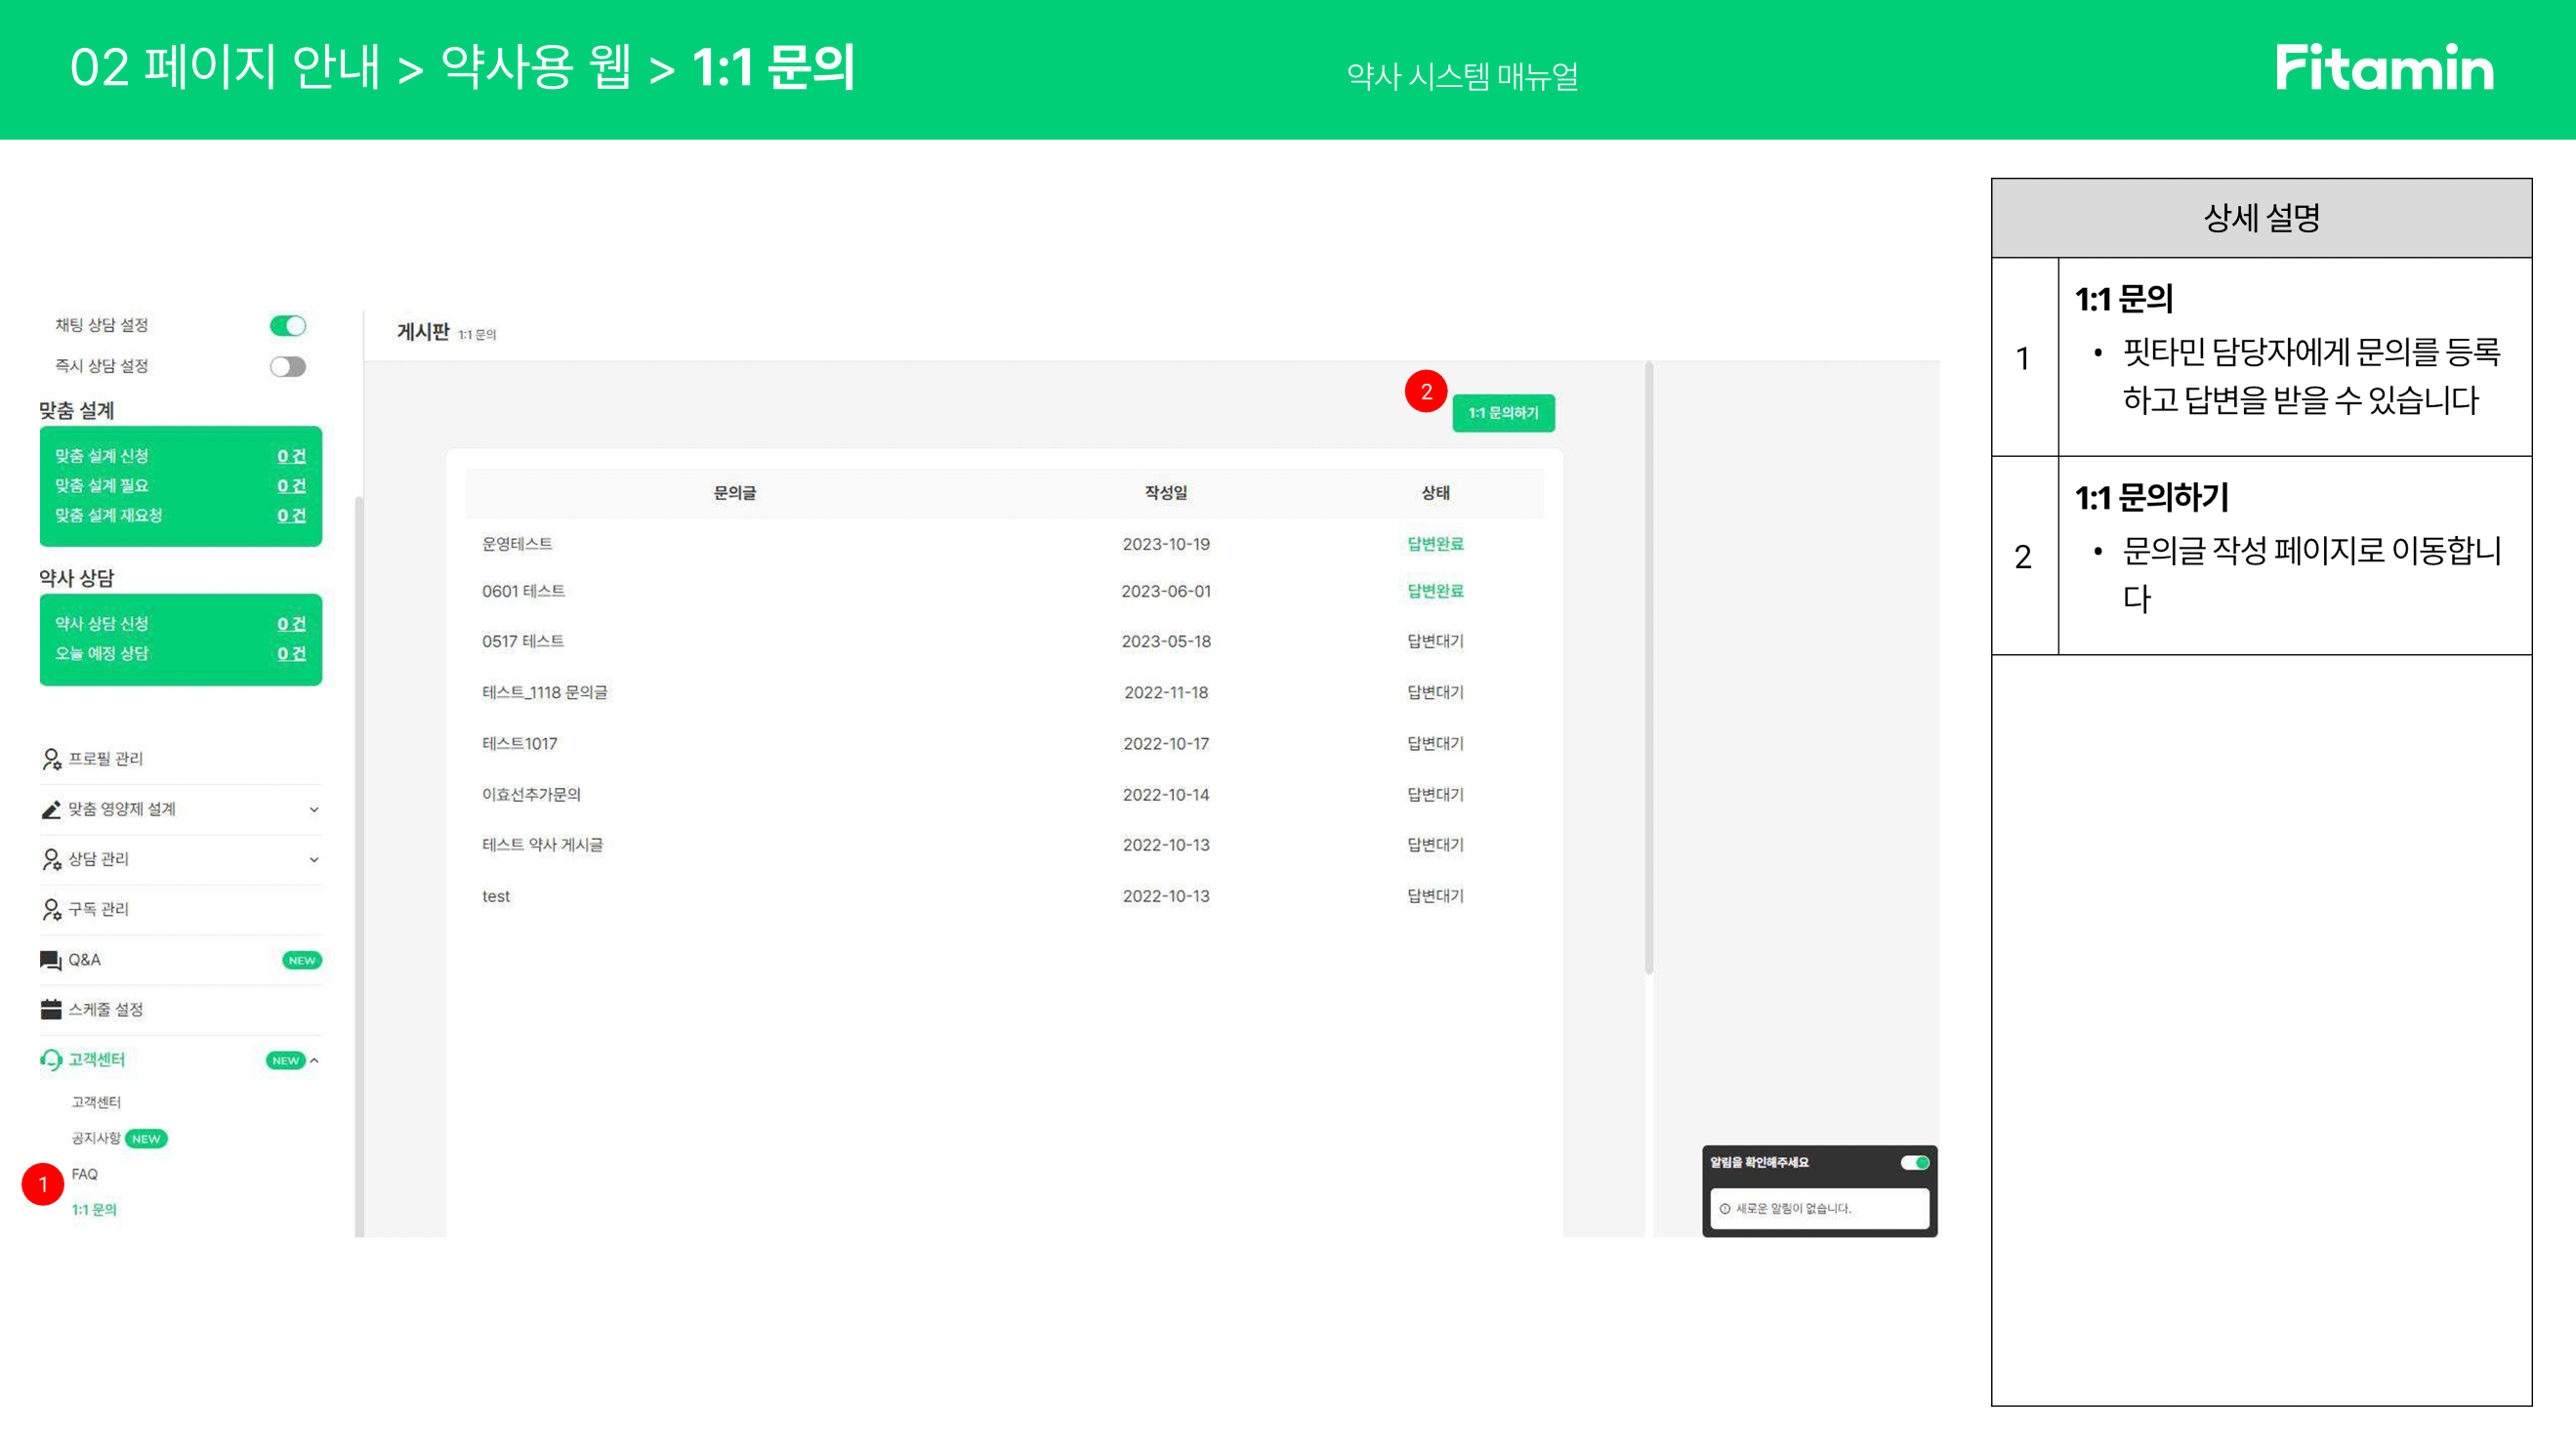 02 페이지 안내 > 약사용 웹 > 1:1 문의
약사 시스템 매뉴얼
Fitamin
채팅 상담 설정
즉시 상담 설정
맞춤 설계
맞춤 설계 신청 0 건
맞춤 설계 필요 0 건
맞춤 설계 재요청 0 건
약사 상담
약사 상담 신청 0 건
오늘 예정 상담 0 건
프로필 관리
맞춤 영양제 설계
상담 관리
구독 관리
Q&A NEW
스케줄 설정
고객센터 NEW
고객센터
공지사항 NEW
FAQ
1
1:1 문의
게시판 1:1 문의
2
1:1 문의하기
문의글 작성일 상태
운영테스트 2023-10-19 답변완료
0601 테스트 2023-06-01 답변완료
0517 테스트 2023-05-18 답변대기
테스트_1118 문의글 2022-11-18 답변대기
테스트1017 2022-10-17 답변대기
이효선추가문의 2022-10-14 답변대기
테스트 약사 게시글 2022-10-13 답변대기
test 2022-10-13 답변대기
알림을 확인해주세요
새로운 알림이 없습니다.
상세 설명
1
1:1 문의
• 핏타민 담당자에게 문의를 등록
하고 답변을 받을 수 있습니다
2
1:1 문의하기
• 문의글 작성 페이지로 이동합니
다